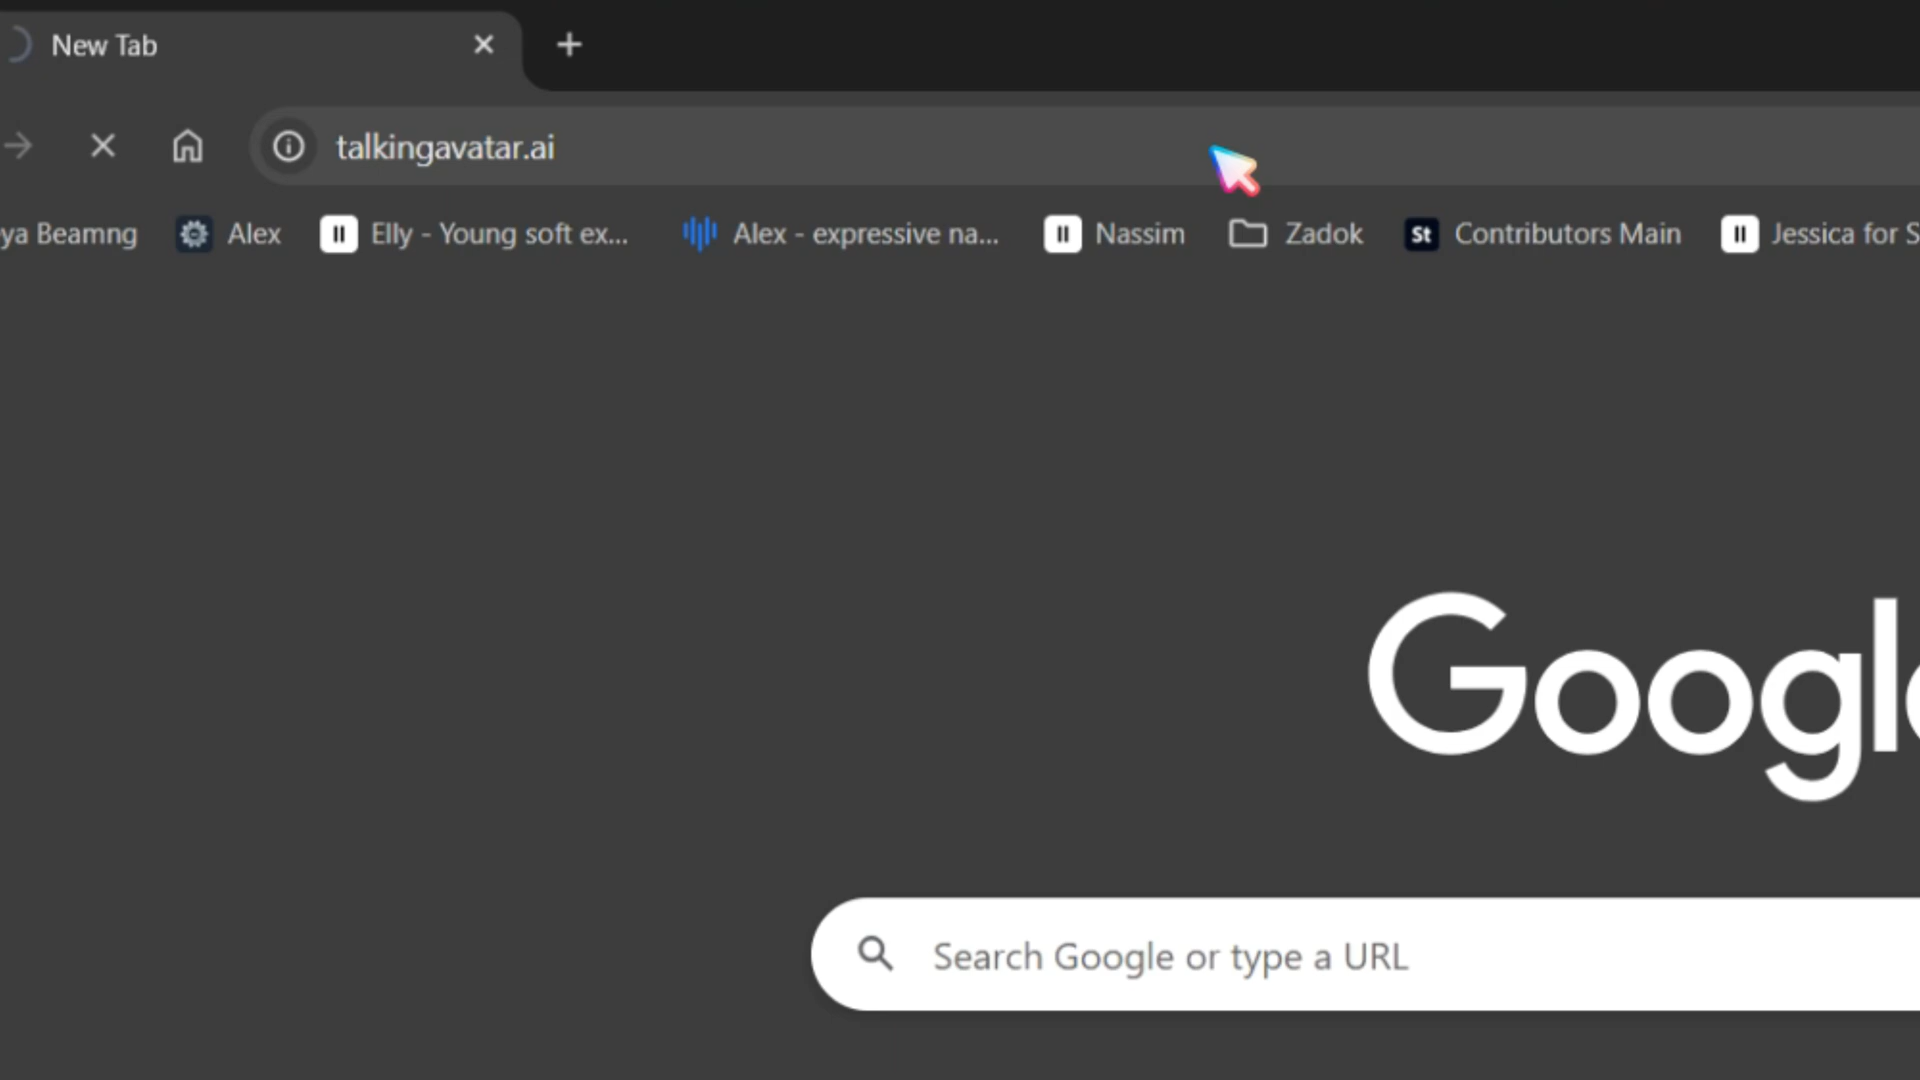 New Tab
talkingavatar.ai
ya Beamng Alex Elly - Young soft ex... Alex - expressive na... Nassim Zadok St Contributors Main Jessica for S
Googl
Search Google or type a URL